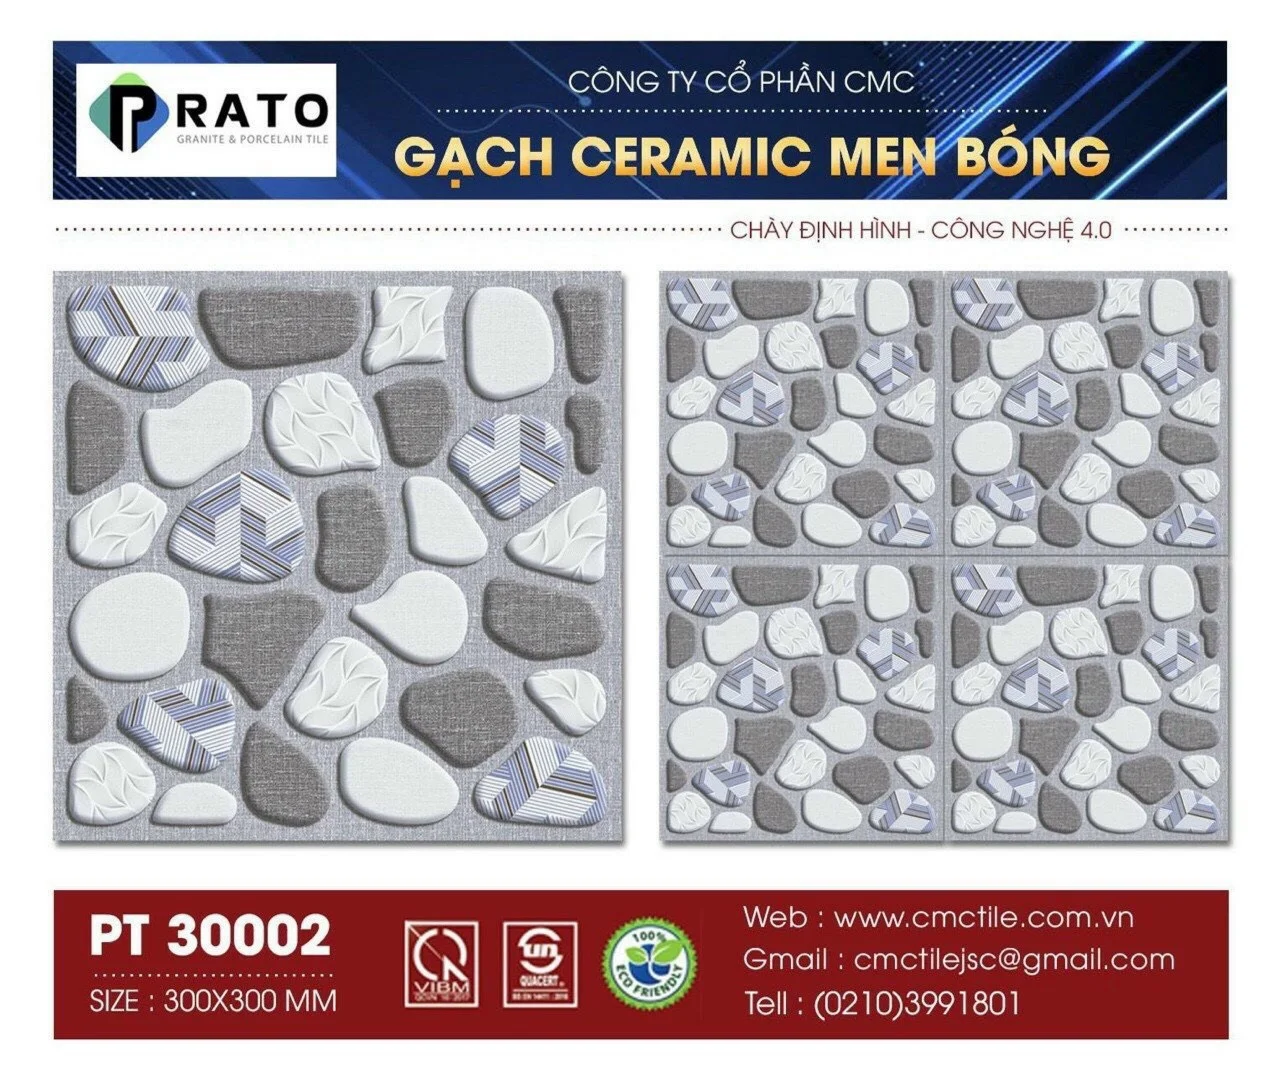 PRATO
GRANITE & PORCELAIN TILE
CÔNG TY CỔ PHẦN CMC
GẠCH CERAMIC MEN BÓNG
CHÀY ĐỊNH HÌNH - CÔNG NGHỆ 4.0
PT 30002
SIZE : 300X300 MM
VIBM
QUACERT
100%
ECO FRIENDLY
Web : www.cmctile.com.vn
Gmail : cmctilejsc@gmail.com
Tell : (0210)3991801